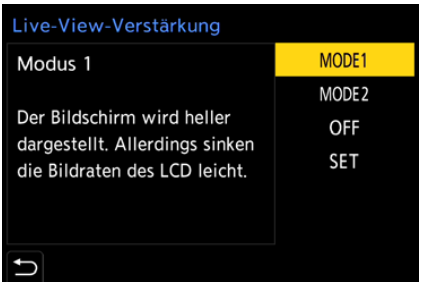 Live-View-Verstärkung
Modus 1
Der Bildschirm wird heller
dargestellt. Allerdings sinken
die Bildraten des LCD leicht.
MODE1
MODE2
OFF
SET